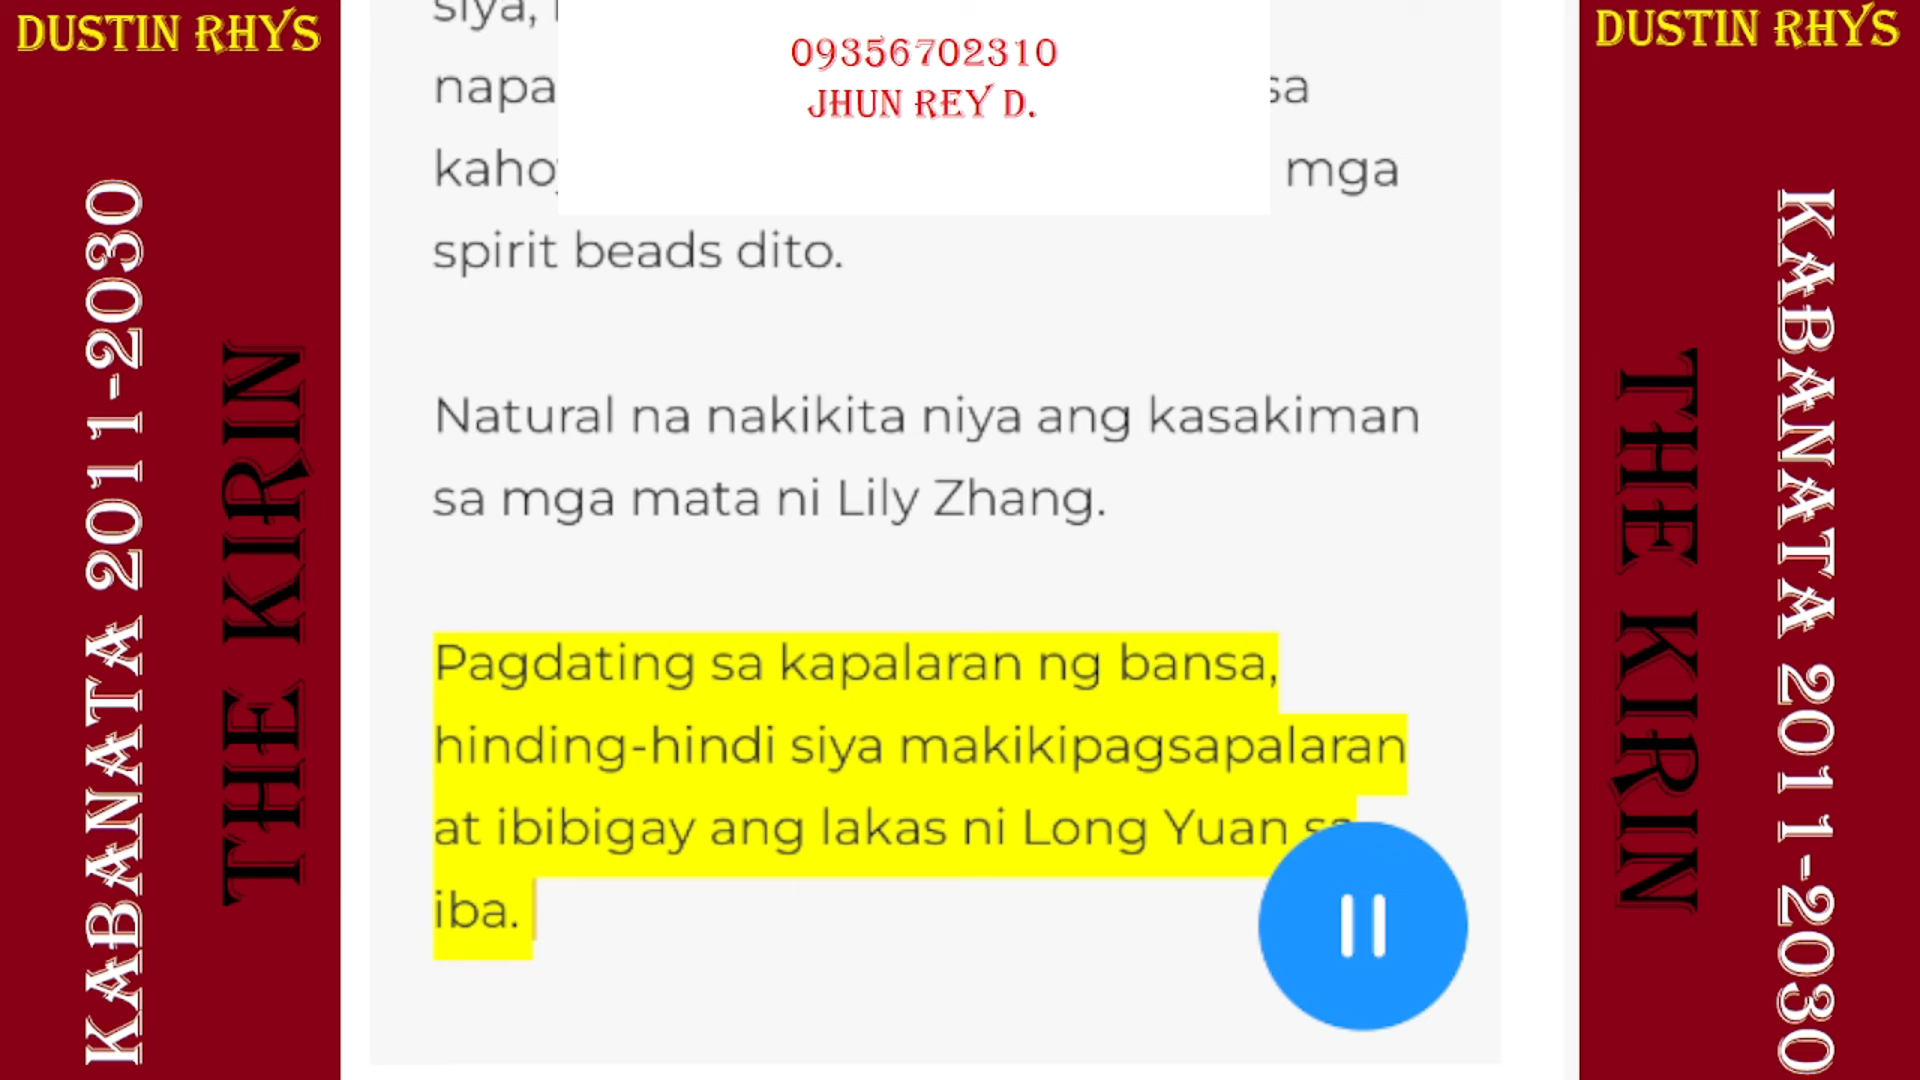 DUSTIN RHYS
KABANATA 2011-2030
THE KIRIN
09356702310
JHUN REY D.
siya,
napa sa
kaho mga
spirit beads dito.
Natural na nakikita niya ang kasakiman
sa mga mata ni Lily Zhang.
Pagdating sa kapalaran ng bansa,
hinding-hindi siya makikipagsapalaran
at ibibigay ang lakas ni Long Yuan sa
iba.
DUSTIN RHYS
THE KIRIN
KABANATA 2011-2030